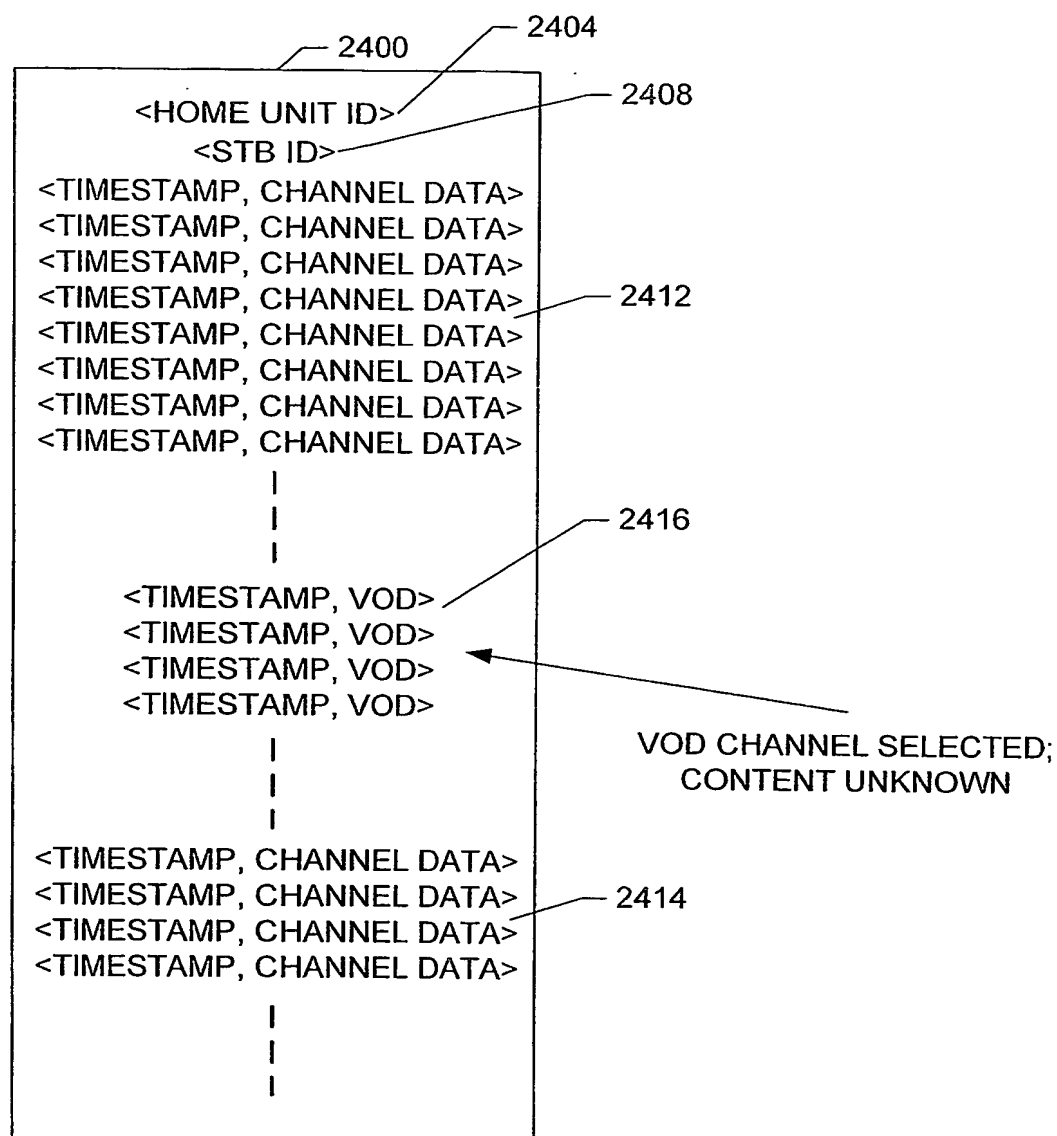 2404
2400
<HOME UNIT ID>
2408
<STB ID>
<TIMESTAMP, CHANNEL DATA>
<TIMESTAMP, CHANNEL DATA>
<TIMESTAMP, CHANNEL DATA>
<TIMESTAMP, CHANNEL DATA>
2412
<TIMESTAMP, CHANNEL DATA>
<TIMESTAMP, CHANNEL DATA>
<TIMESTAMP, CHANNEL DATA>
<TIMESTAMP, CHANNEL DATA>
2416
<TIMESTAMP, VOD>
<TIMESTAMP, VOD>
<TIMESTAMP, VOD>
<TIMESTAMP, VOD>
VOD CHANNEL SELECTED;
CONTENT UNKNOWN
<TIMESTAMP, CHANNEL DATA>
<TIMESTAMP, CHANNEL DATA>
2414
<TIMESTAMP, CHANNEL DATA>
<TIMESTAMP, CHANNEL DATA>